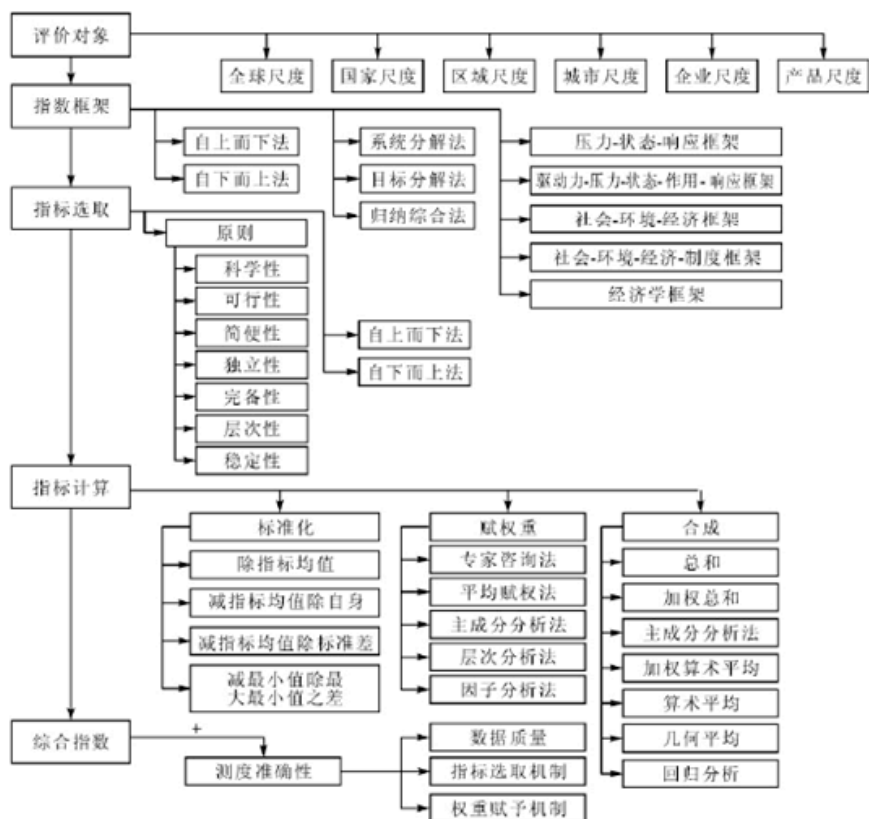 评价对象
全球尺度
国家尺度
区域尺度
城市尺度
企业尺度
产品尺度
指数框架
自上而下法
自下而上法
系统分解法
目标分解法
归纳综合法
压力-状态-响应框架
驱动力-压力-状态-作用-响应框架
社会-环境-经济框架
社会-环境-经济-制度框架
经济学框架
指标选取
原则
科学性
可行性
简便性
独立性
完备性
层次性
稳定性
自上而下法
自下而上法
指标计算
标准化
除指标均值
减指标均值除自身
减指标均值除标准差
减最小值除最
大最小值之差
赋权重
专家咨询法
平均赋权法
主成分分析法
层次分析法
因子分析法
合成
总和
加权总和
主成分分析法
加权算术平均
算术平均
几何平均
回归分析
综合指数
+
测度准确性
数据质量
指标选取机制
权重赋予机制